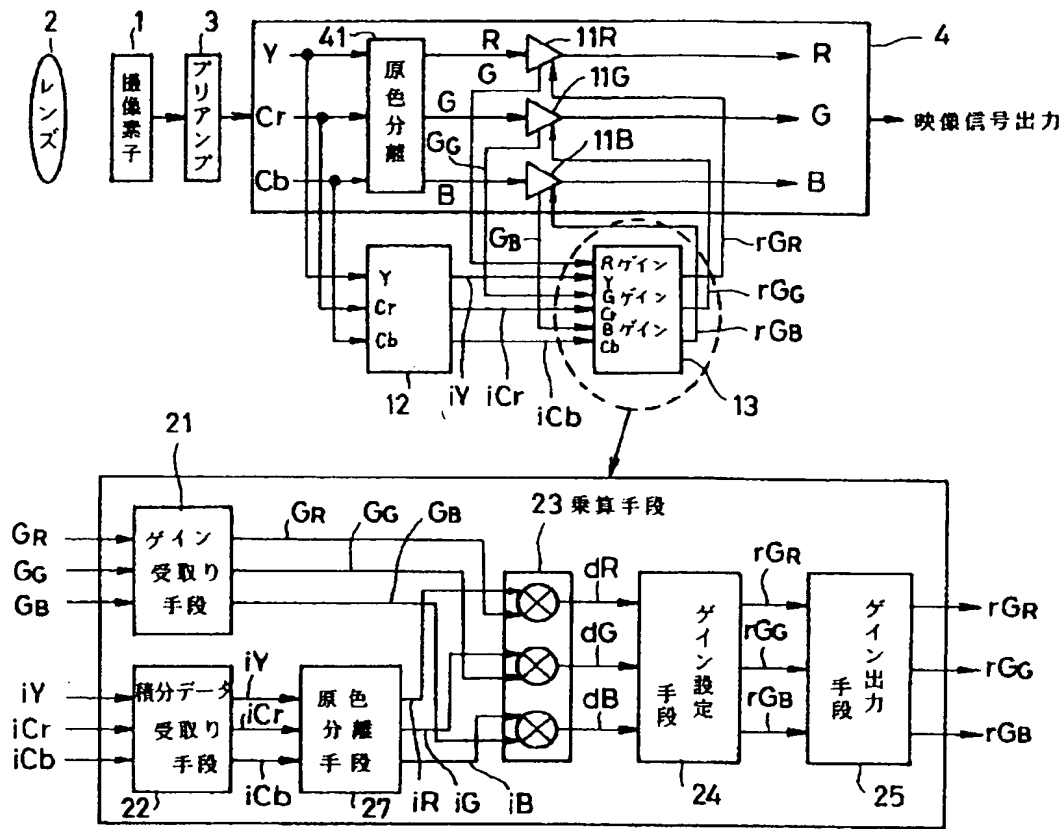 2
1
3
41
11R
4
レンズ
撮像素子
プリアンプ
Y
Cr
Cb
原色分離
R
G
G
GG
B
GB
11G
11B
R
G
B
映像信号出力
Y
Cr
Cb
12
iY
iCr
iCb
Rゲイン
Y
Gゲイン
Cr
Bゲイン
Cb
13
rGR
rGG
rGB
21
GR
GG
GB
ゲイン
受取り
手段
GR
GG
GB
23 乗算手段
iY
iCr
iCb
積分データ
受取り
手段
22
iY
iCr
iCb
原色
分離
手段
27
iR
iG
iB
dR
dG
dB
ゲイン設定
手段
24
rGR
rGG
rGB
ゲイン出力
手段
25
rGR
rGG
rGB